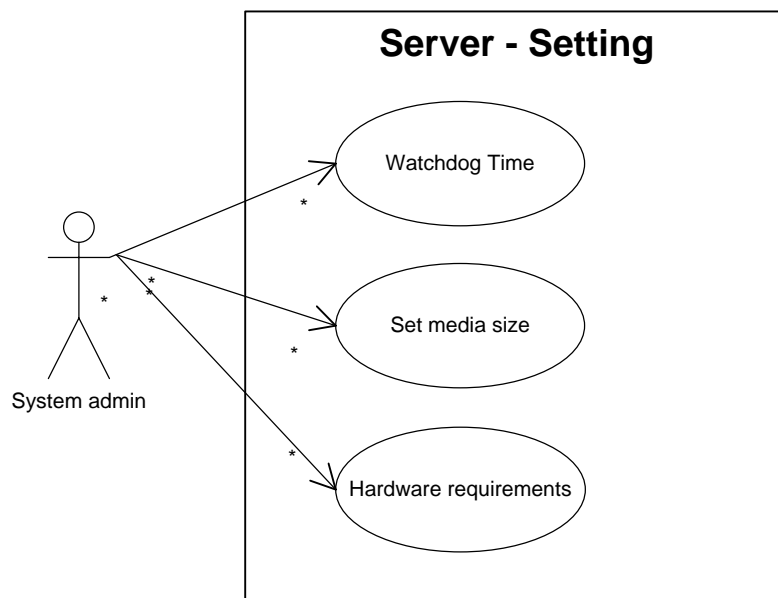 Server - Setting
Watchdog Time
*
*
*
*
Set media size
*
System admin
*
Hardware requirements